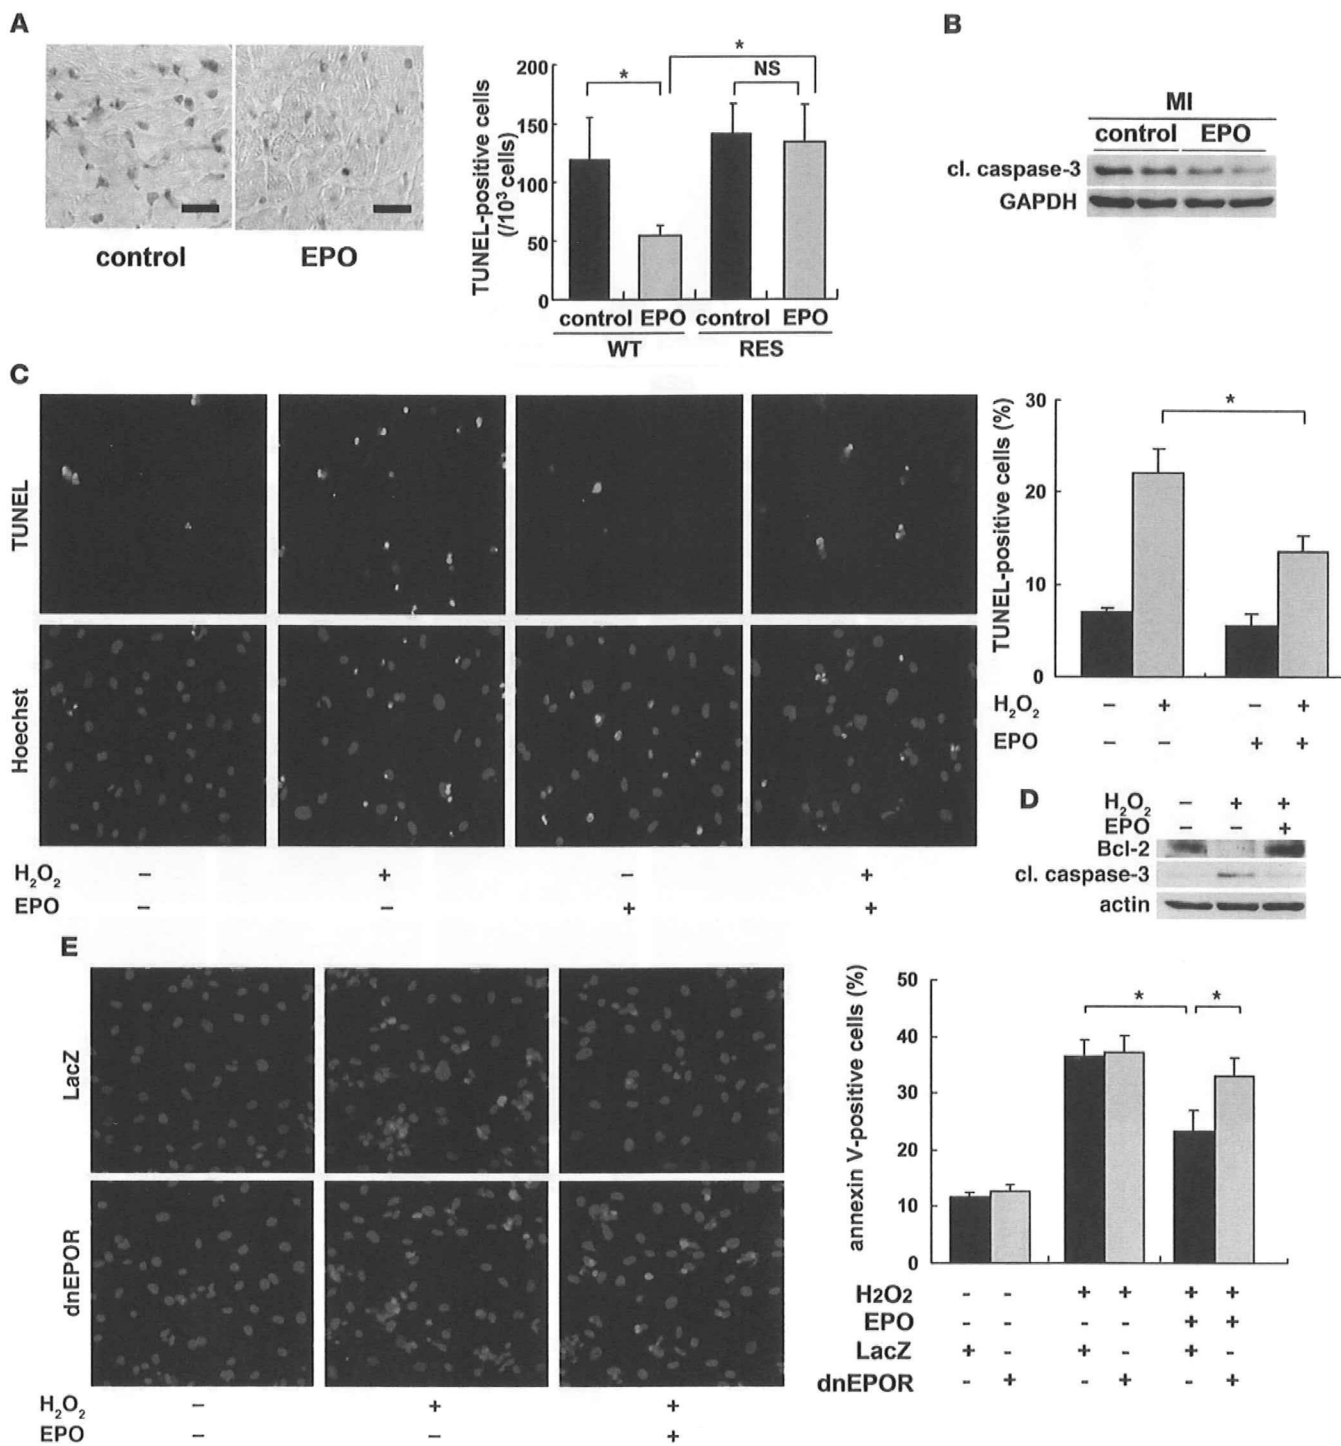 A
control EPO
TUNEL-positive cells
(/10³ cells)
200
150
100
50
0
*
*
NS
control EPO control EPO
WT RES
B
MI
control EPO
cl. caspase-3
GAPDH
C
TUNEL
Hoechst
H₂O₂ – + – +
EPO – – + +
TUNEL-positive cells (%)
30
20
10
0
*
H₂O₂ – + – +
EPO – – + +
D
H₂O₂ – + +
EPO – – +
Bcl-2
cl. caspase-3
actin
E
LacZ
dnEPOR
H₂O₂ – + +
EPO – – +
annexin V-positive cells (%)
50
40
30
20
10
0
*
*
H2O2 - - + + + +
EPO - - - - + +
LacZ + - + - + -
dnEPOR - + - + - +